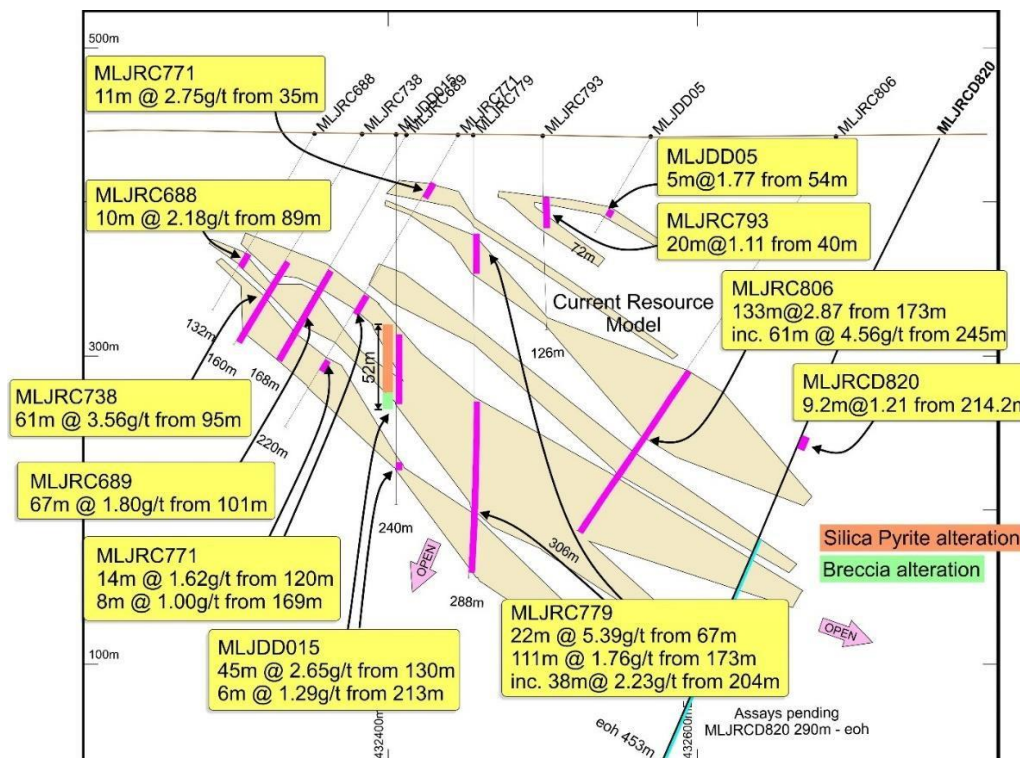 500m
MLJRC771
11m @ 2.75g/t from 35m
MLJRC688
MLJRC738
MLJDD015
MLJRC689
MLJRC771
MLJRC779
MLJRC793
MLJDD05
MLJRC806
MLJRCD820
MLJDD05
5m@1.77 from 54m
MLJRC688
10m @ 2.18g/t from 89m
MLJRC793
20m@1.11 from 40m
72m
MLJRC806
133m@2.87 from 173m
inc. 61m @ 4.56g/t from 245m
Current Resource
Model
132m
160m
168m
126m
300m
52m
MLJRCD820
9.2m@1.21 from 214.2m
MLJRC738
61m @ 3.56g/t from 95m
220m
MLJRC689
67m @ 1.80g/t from 101m
240m
306m
Silica Pyrite alteration
Breccia alteration
MLJRC771
14m @ 1.62g/t from 120m
8m @ 1.00g/t from 169m
OPEN
288m
MLJRC779
22m @ 5.39g/t from 67m
111m @ 1.76g/t from 173m
inc. 38m@ 2.23g/t from 204m
OPEN
MLJDD015
45m @ 2.65g/t from 130m
6m @ 1.29g/t from 213m
100m
432400m
eoh 453m
Assays pending
MLJRCD820 290m - eoh